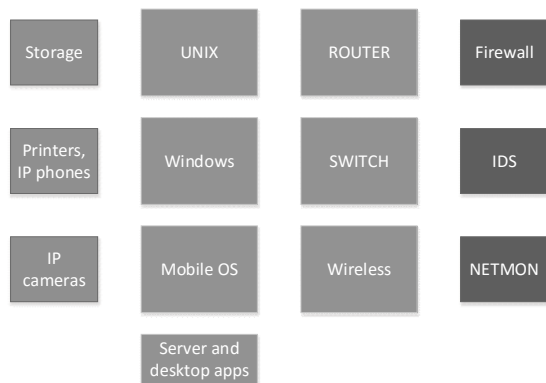 Storage
UNIX
ROUTER
Firewall
Printers,
IP phones
Windows
SWITCH
IDS
IP
cameras
Mobile OS
Wireless
NETMON
Server and
desktop apps